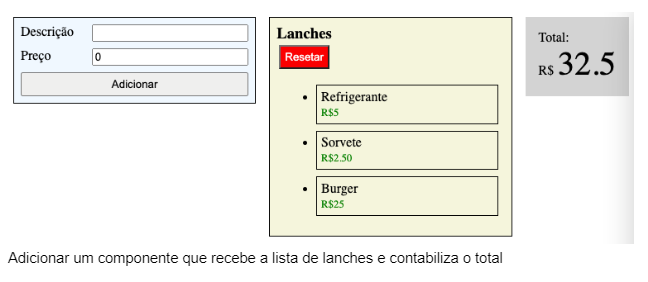 Descrição
Preço
0
Adicionar
Lanches
Resetar
Refrigerante
R$5
Sorvete
R$2.50
Burger
R$25
Total:
R$ 32.5
Adicionar um componente que recebe a lista de lanches e contabiliza o total